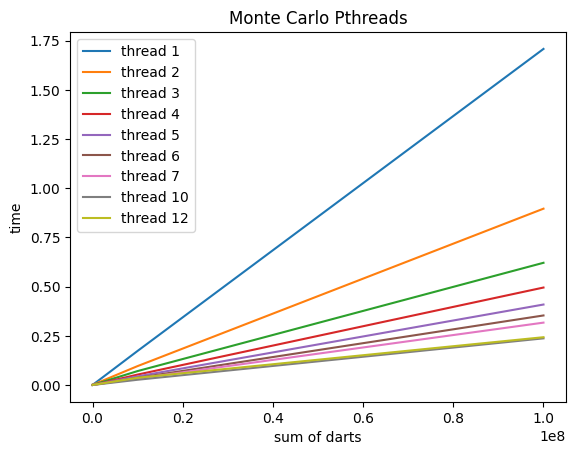 Monte Carlo Pthreads
1.75
1.50
1.25
1.00
0.75
0.50
0.25
0.00
time
thread 1
thread 2
thread 3
thread 4
thread 5
thread 6
thread 7
thread 10
thread 12
0.0 0.2 0.4 0.6 0.8 1.0
1e8
sum of darts